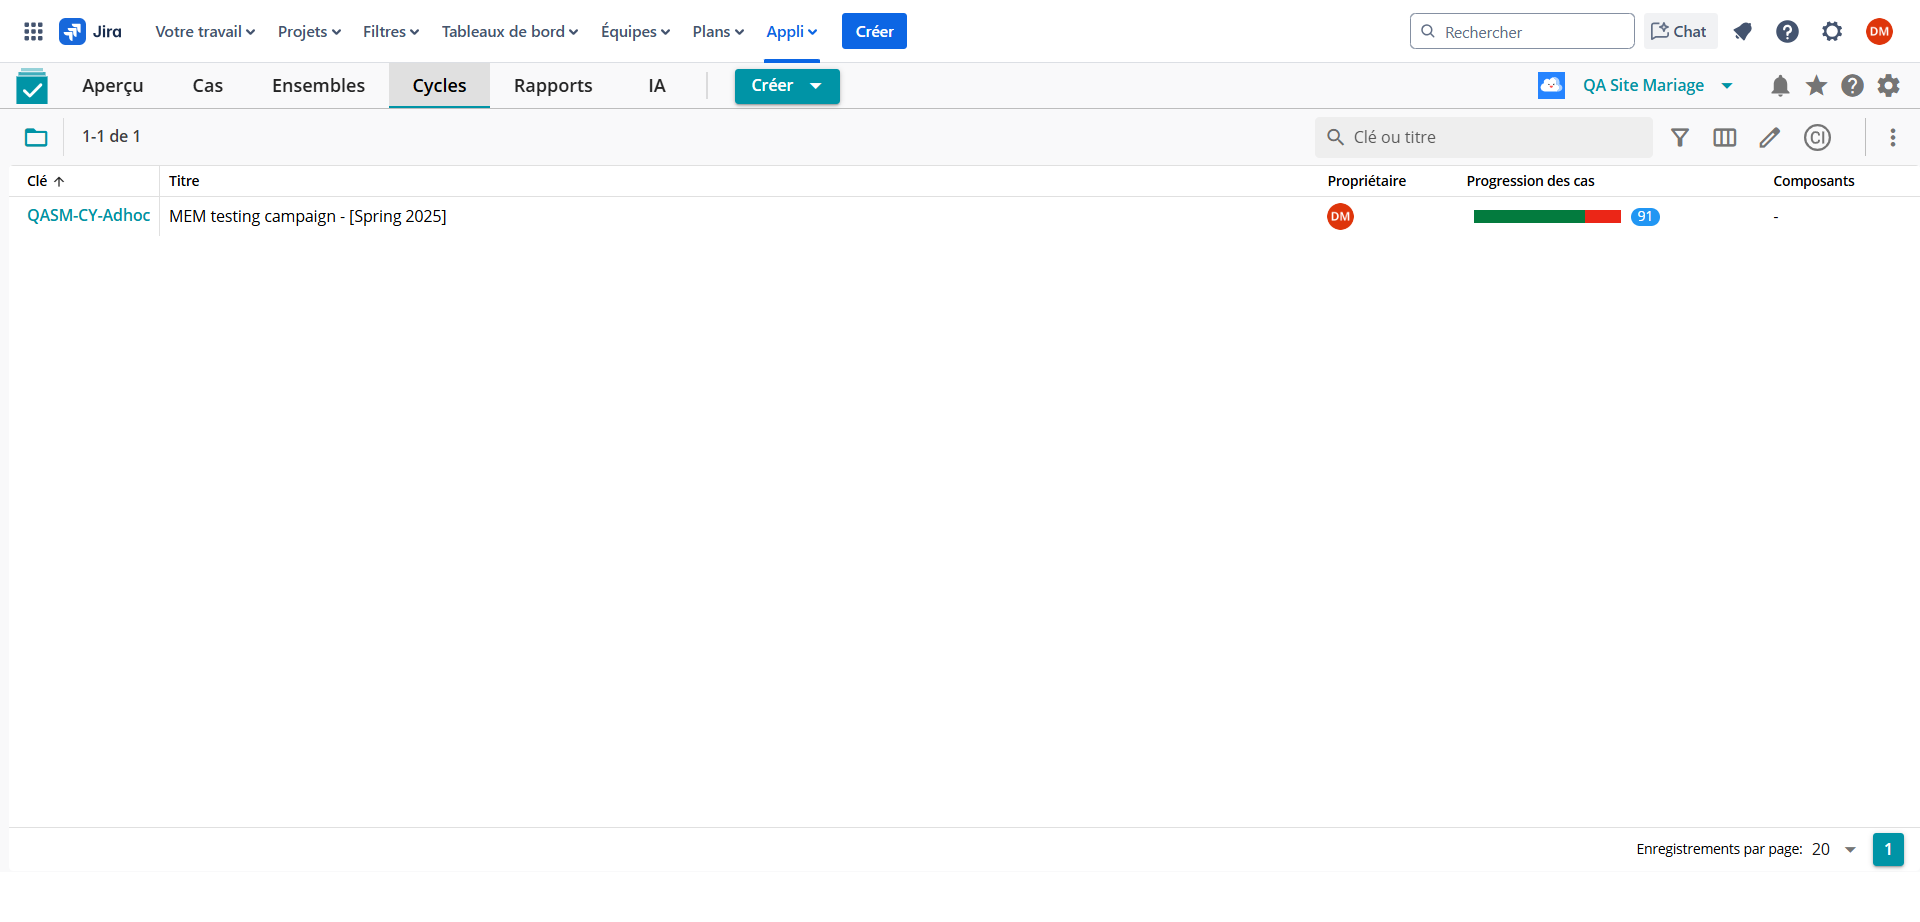 Jira Votre travail Projets Filtres Tableaux de bord Équipes Plans Appli Créer Rechercher Chat DM
Aperçu Cas Ensembles Cycles Rapports IA Créer QA Site Mariage
1-1 de 1 Clé ou titre CI
Clé Titre Propriétaire Progression des cas Composants
QASM-CY-Adhoc MEM testing campaign - [Spring 2025] DM 91 -
Enregistrements par page: 20 1